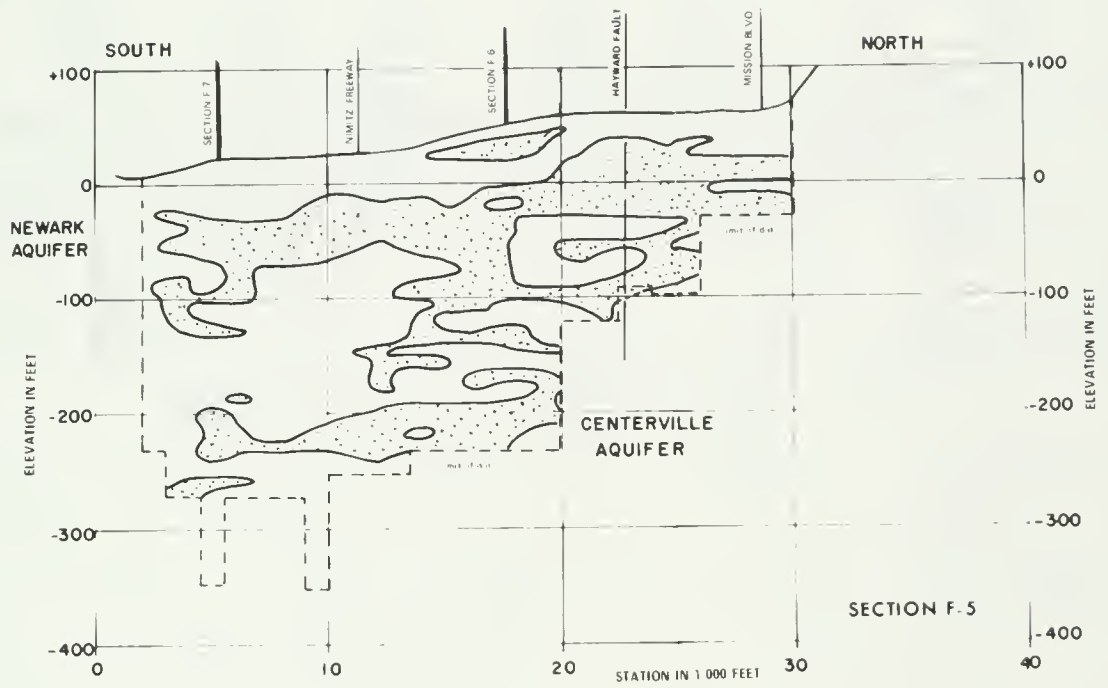 SOUTH
NORTH
SECTION F 7
NIMITZ FREEWAY
SECTION F 6
HAYWARD FAULT
MISSION BLVD
+100
0
-100
-200
-300
-400
ELEVATION IN FEET
NEWARK
AQUIFER
CENTERVILLE
AQUIFER
+100
0
-100
-200
-300
-400
ELEVATION IN FEET
SECTION F-5
0
10
20
30
40
STATION IN 1 000 FEET